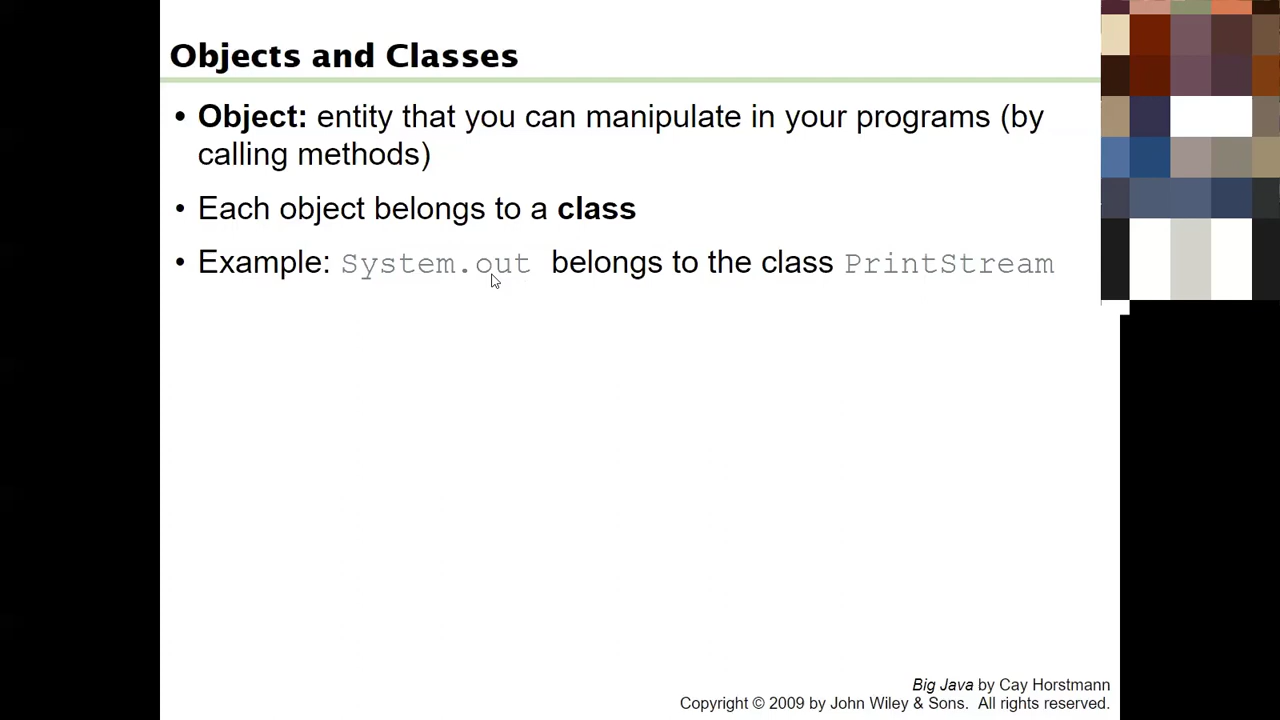 Objects and Classes
• Object: entity that you can manipulate in your programs (by
calling methods)
• Each object belongs to a class
• Example: System.out belongs to the class PrintStream
Big Java by Cay Horstmann
Copyright © 2009 by John Wiley & Sons. All rights reserved.